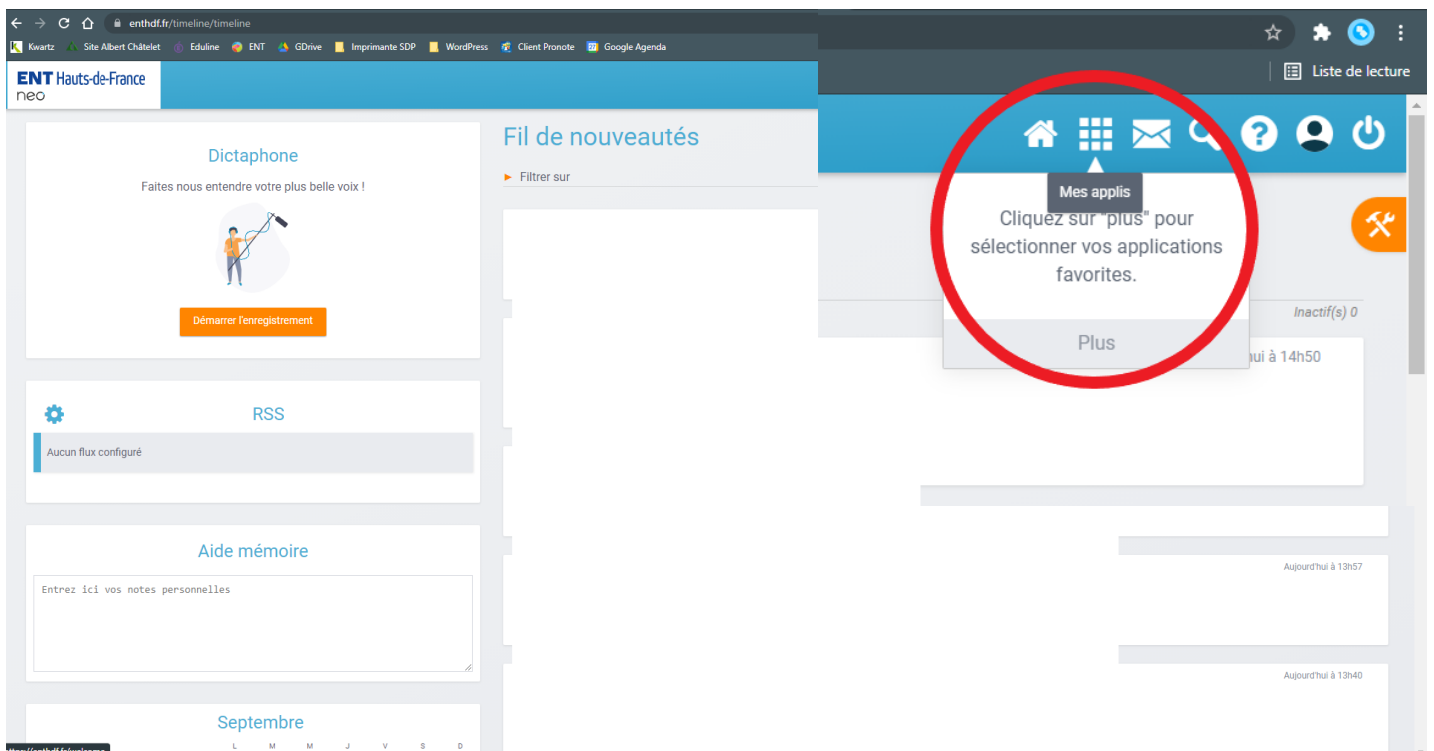 enthdf.fr/timeline/timeline
Kwartz Site Albert Châtelet Eduline ENT GDrive Imprimante SDP WordPress Client Pronote Google Agenda
Liste de lecture
ENT Hauts-de-France
neo
Dictaphone
Faites nous entendre votre plus belle voix !
Démarrer l'enregistrement
RSS
Aucun flux configuré
Aide mémoire
Entrez ici vos notes personnelles
Septembre
L M M J V S D
Fil de nouveautés
Filtrer sur
Mes applis
Cliquez sur "plus" pour
sélectionner vos applications
favorites.
Plus
Inactif(s) 0
hui à 14h50
Aujourd'hui à 13h57
Aujourd'hui à 13h40